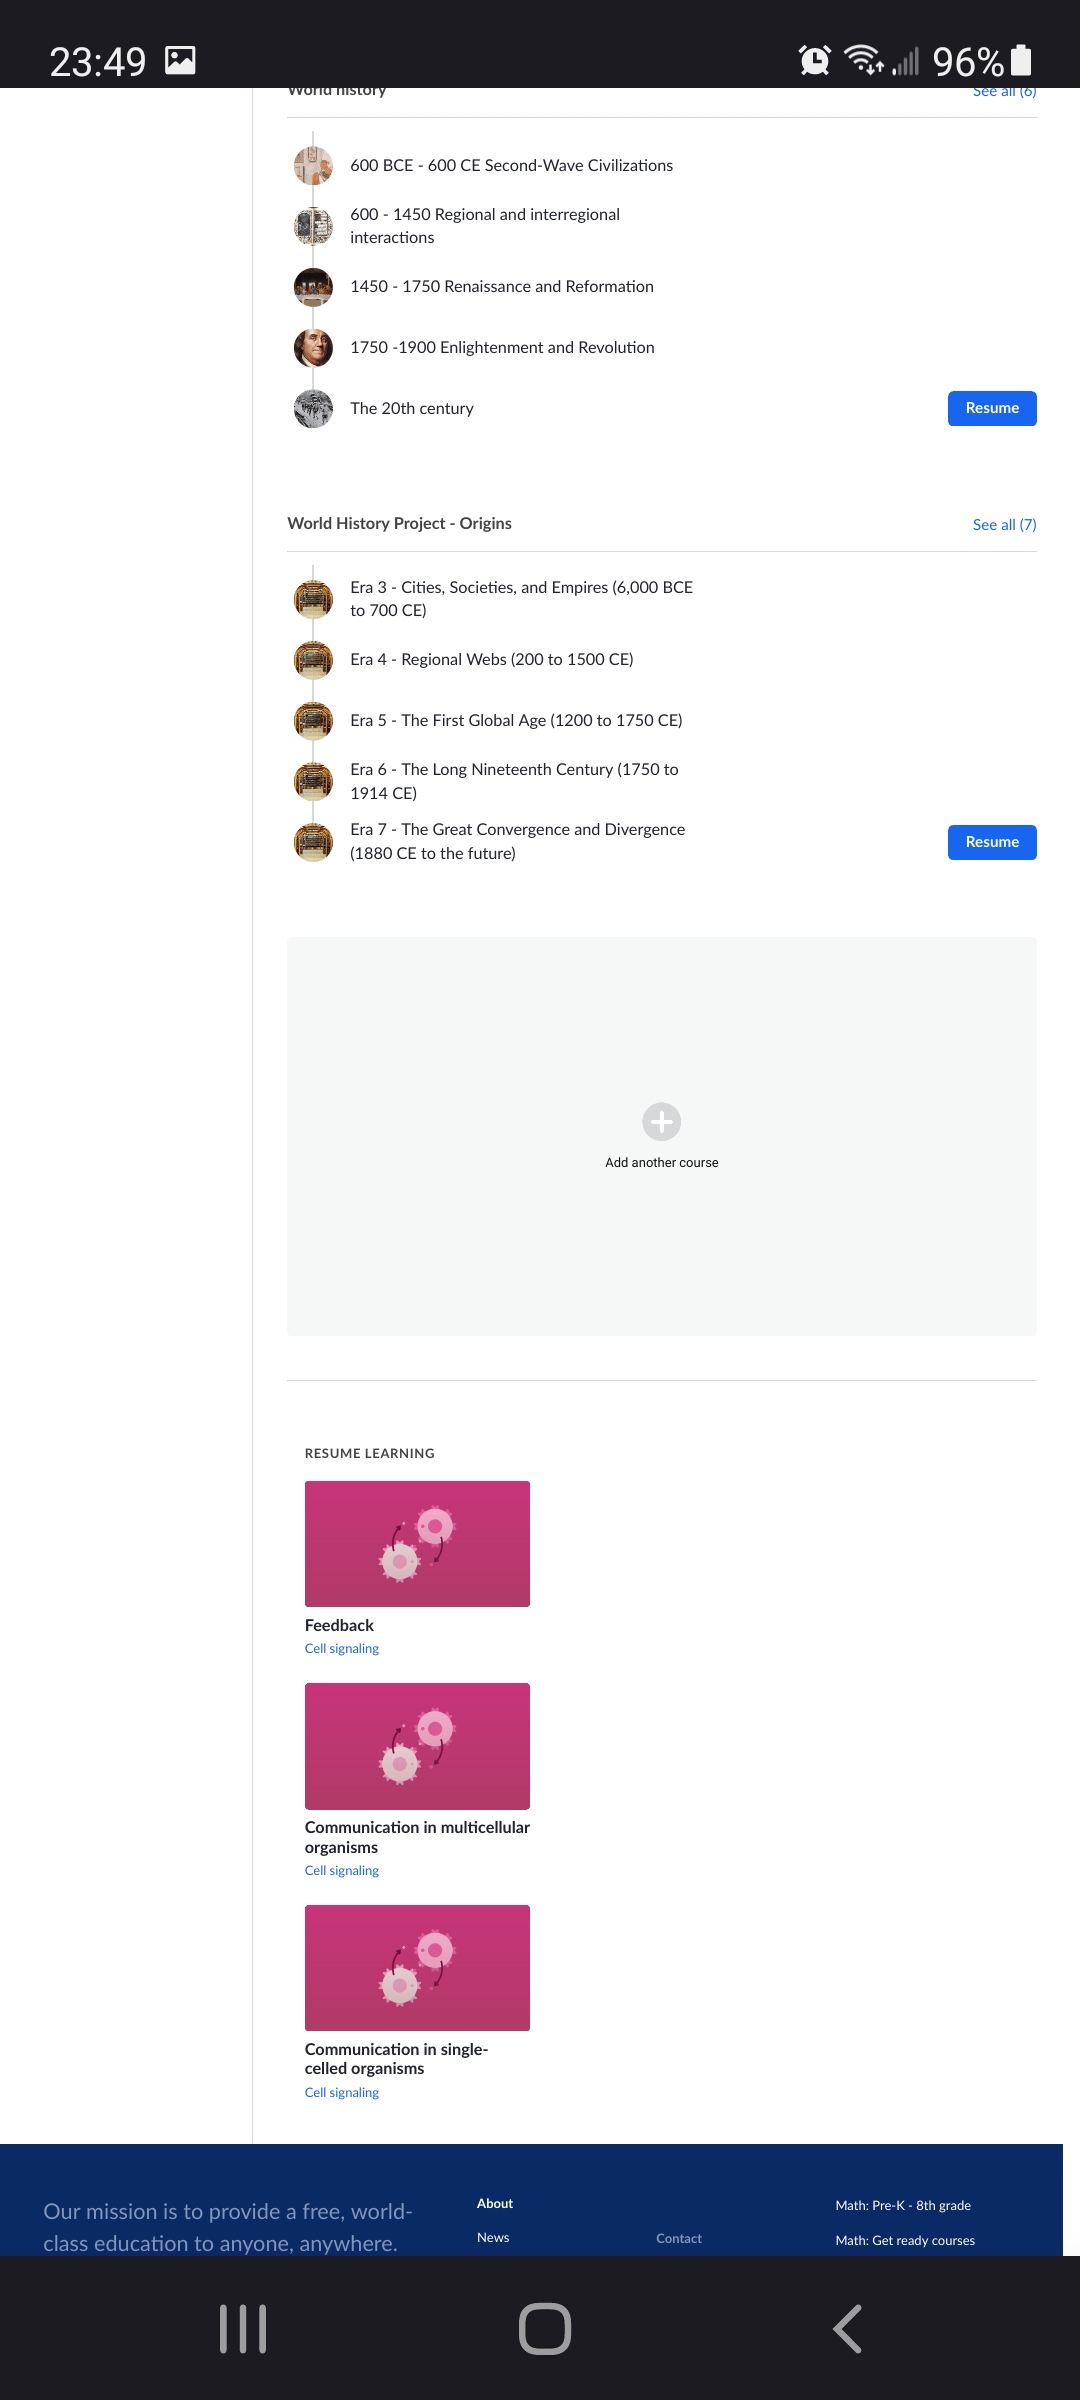 23:49
96%
World history
See all (6)
600 BCE - 600 CE Second-Wave Civilizations
600 - 1450 Regional and interregional
interactions
1450 - 1750 Renaissance and Reformation
1750 -1900 Enlightenment and Revolution
The 20th century
Resume
World History Project - Origins
See all (7)
Era 3 - Cities, Societies, and Empires (6,000 BCE
to 700 CE)
Era 4 - Regional Webs (200 to 1500 CE)
Era 5 - The First Global Age (1200 to 1750 CE)
Era 6 - The Long Nineteenth Century (1750 to
1914 CE)
Era 7 - The Great Convergence and Divergence
(1880 CE to the future)
Resume
Add another course
RESUME LEARNING
Feedback
Cell signaling
Communication in multicellular
organisms
Cell signaling
Communication in single-
celled organisms
Cell signaling
Our mission is to provide a free, world-
class education to anyone, anywhere.
About
News
Contact
Math: Pre-K - 8th grade
Math: Get ready courses